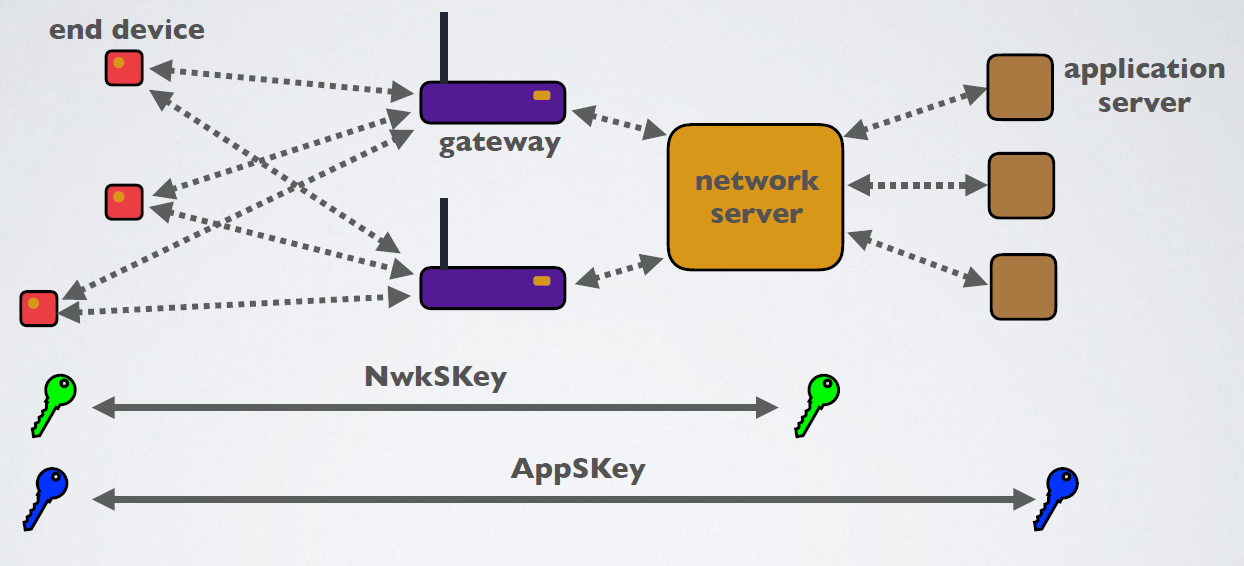 end device
gateway
network
server
application
server
NwkSKey
AppSKey